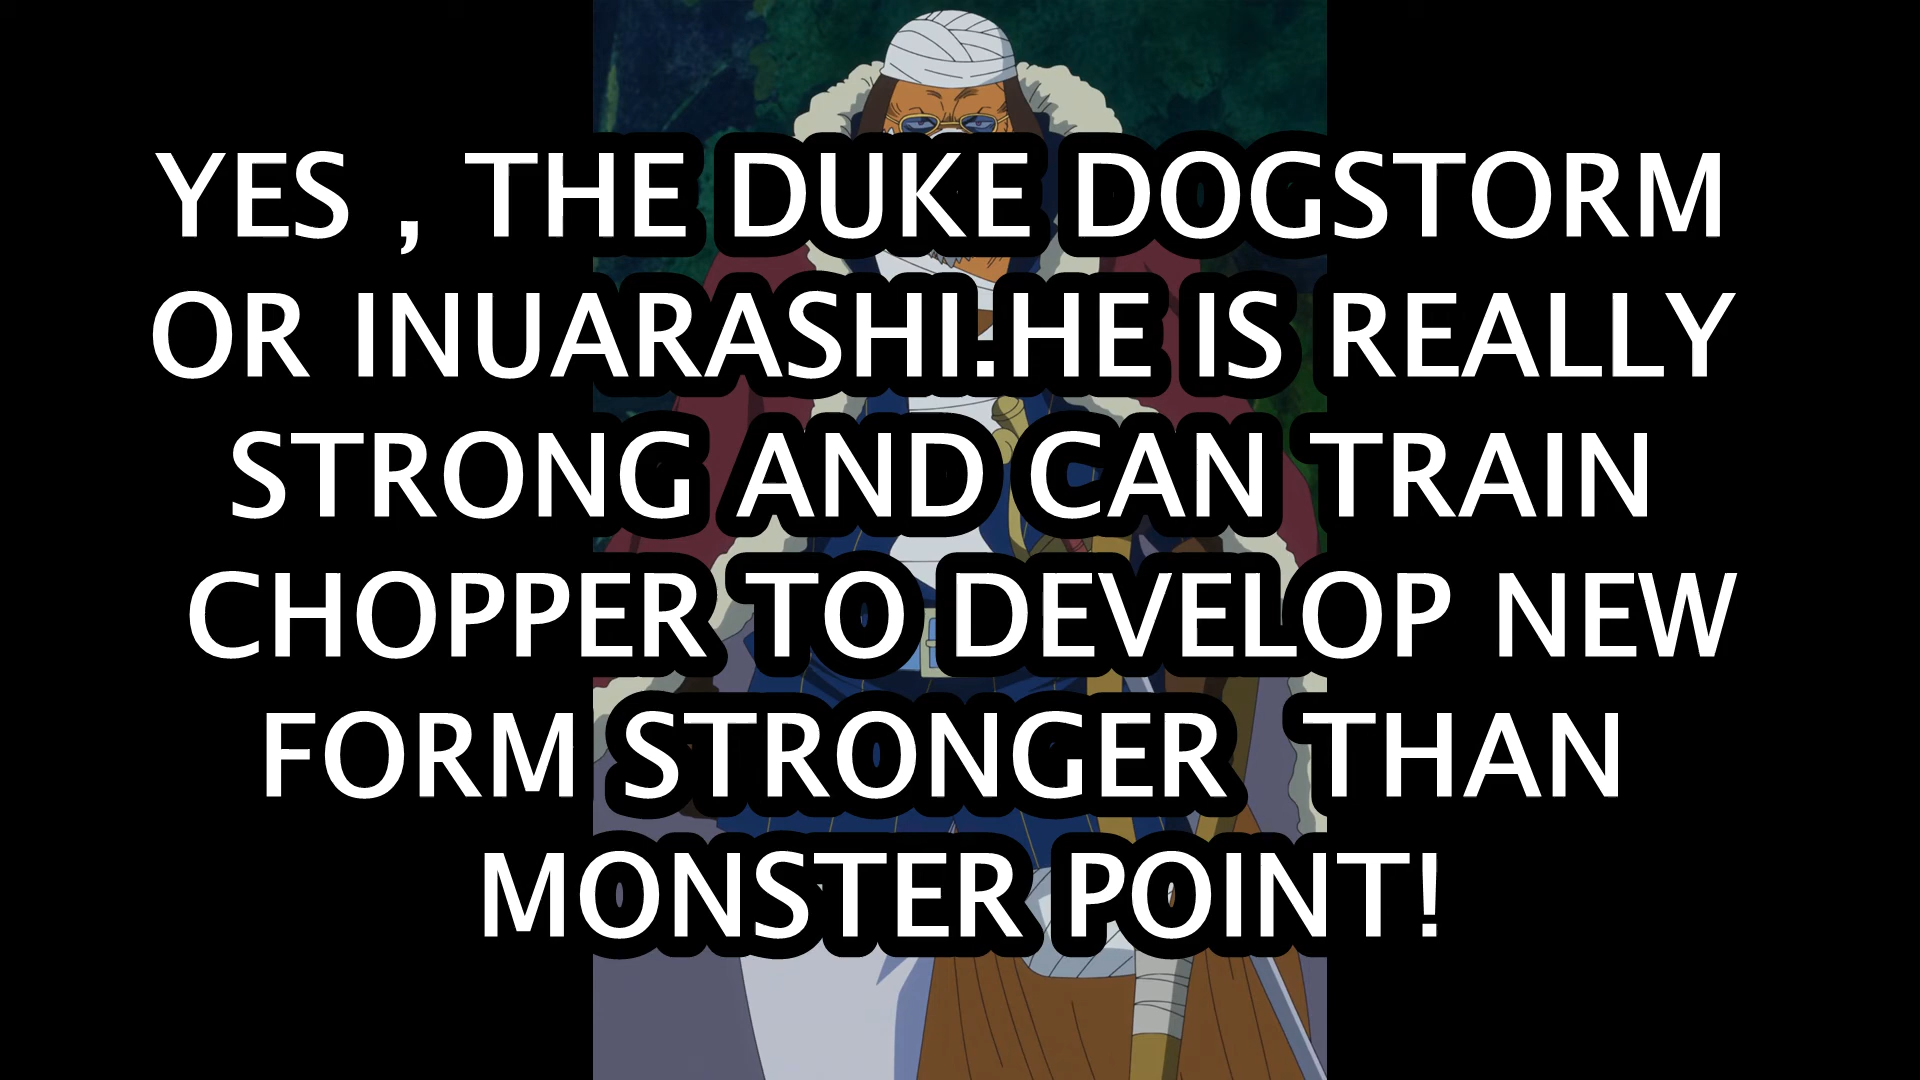 YES , THE DUKE DOGSTORM
OR INUARASHI.HE IS REALLY
STRONG AND CAN TRAIN
CHOPPER TO DEVELOP NEW
FORM STRONGER  THAN
MONSTER POINT!